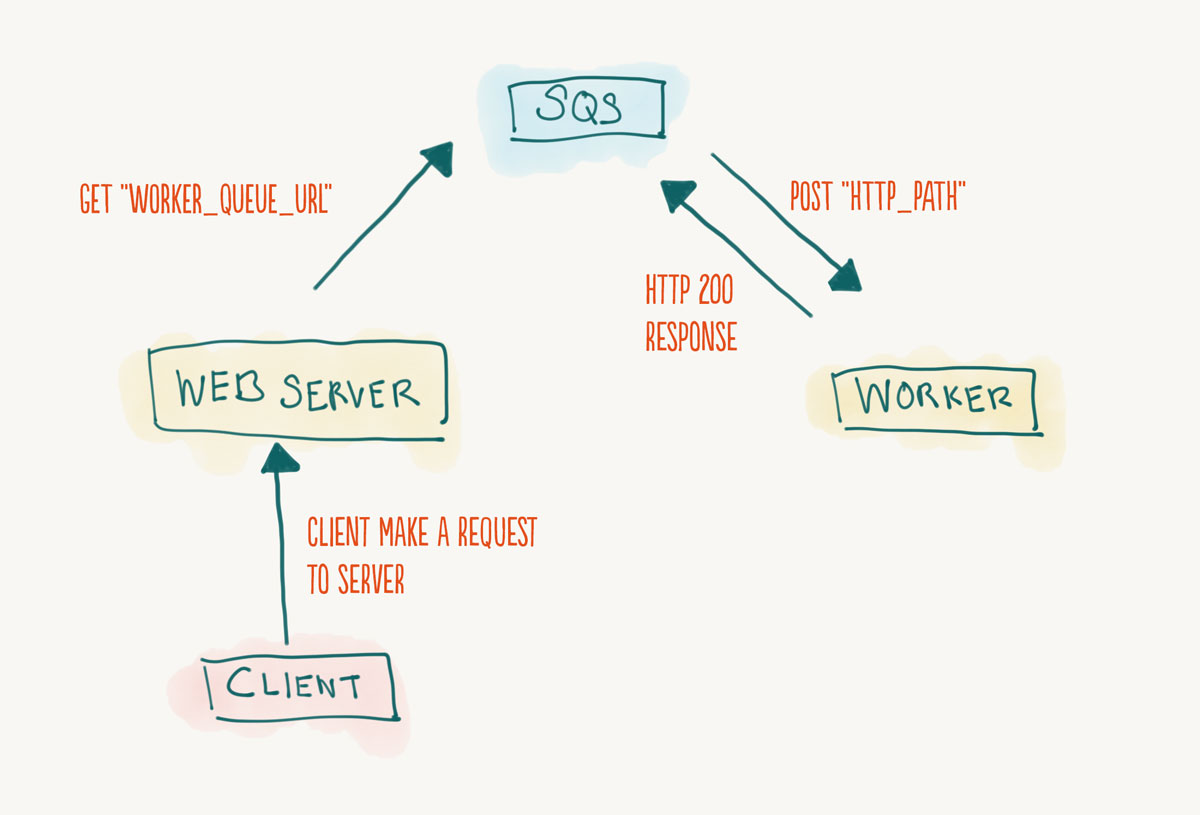 SQS
GET "WORKER_QUEUE_URL"
POST "HTTP_PATH"
HTTP 200
RESPONSE
WEB SERVER
WORKER
CLIENT MAKE A REQUEST
TO SERVER
CLIENT